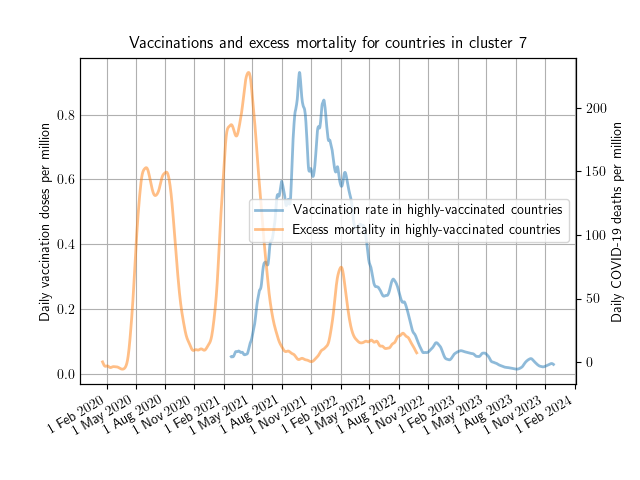 Vaccinations and excess mortality for countries in cluster 7
Daily vaccination doses per million
0.8
0.6
0.4
0.2
0.0
Vaccination rate in highly-vaccinated countries
Excess mortality in highly-vaccinated countries
200
150
100
50
0
Daily COVID-19 deaths per million
1 Feb 2020
1 May 2020
1 Aug 2020
1 Nov 2020
1 Feb 2021
1 May 2021
1 Aug 2021
1 Nov 2021
1 Feb 2022
1 May 2022
1 Aug 2022
1 Nov 2022
1 Feb 2023
1 May 2023
1 Aug 2023
1 Nov 2023
1 Feb 2024